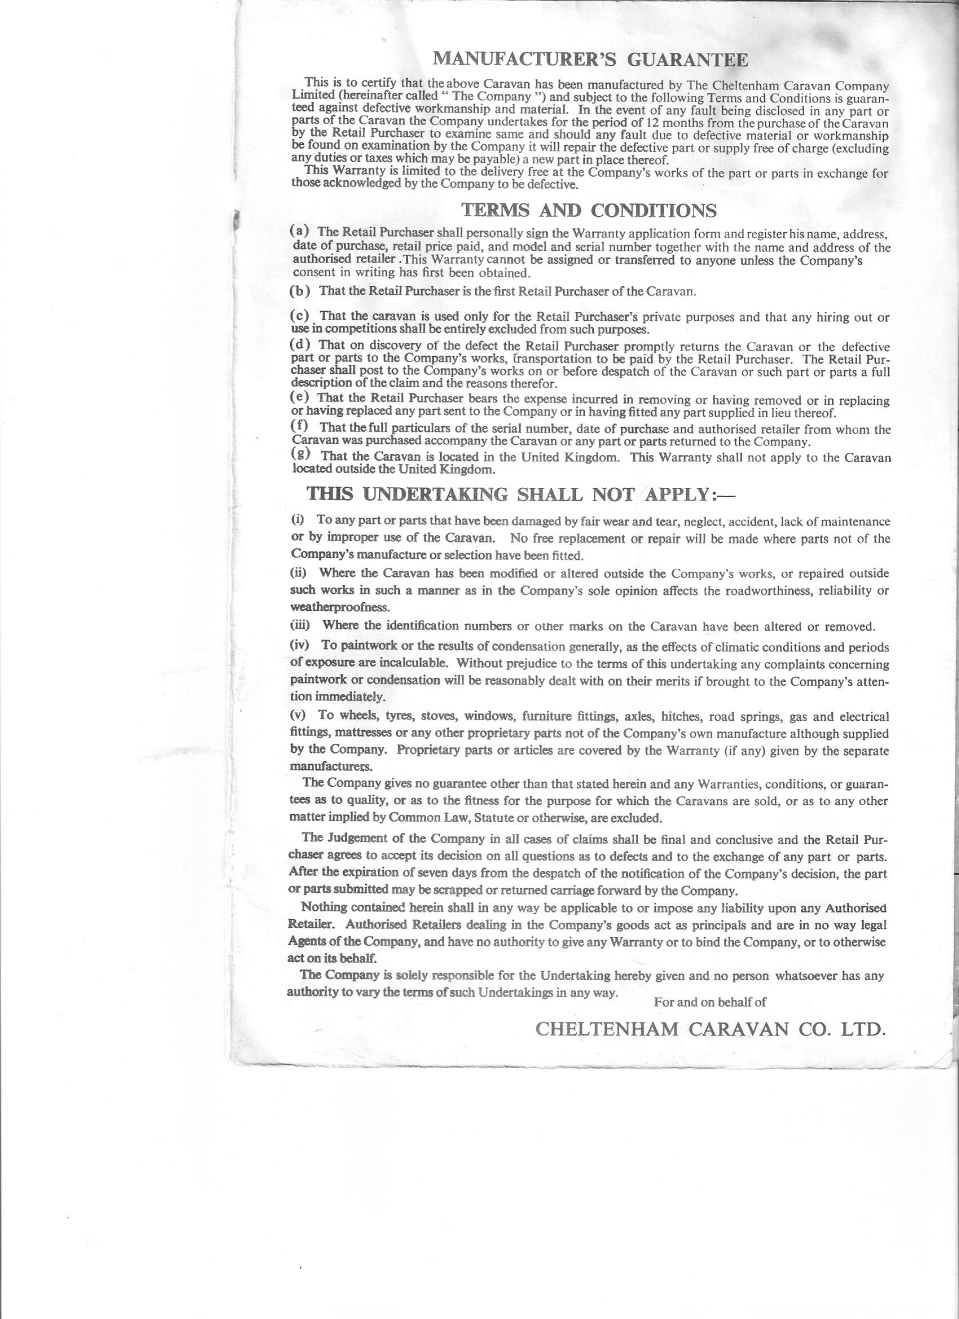 MANUFACTURER'S GUARANTEE
This is to certify that the above Caravan has been manufactured by The Cheltenham Caravan Company
Limited (hereinafter called “ The Company ”) and subject to the following Terms and Conditions is guaran-
teed against defective workmanship and material. In the event of any fault being disclosed in any part or
parts of the Caravan the Company undertakes for the period of 12 months from the purchase of the Caravan
by the Retail Purchaser to examine same and should any fault due to defective material or workmanship
be found on examination by the Company it will repair the defective part or supply free of charge (excluding
any duties or taxes which may be payable) a new part in place thereof.
This Warranty is limited to the delivery free at the Company's works of the part or parts in exchange for
those acknowledged by the Company to be defective.
TERMS AND CONDITIONS
(a) The Retail Purchaser shall personally sign the Warranty application form and register his name, address,
date of purchase, retail price paid, and model and serial number together with the name and address of the
authorised retailer .This Warranty cannot be assigned or transferred to anyone unless the Company's
consent in writing has first been obtained.
(b) That the Retail Purchaser is the first Retail Purchaser of the Caravan.
(c) That the caravan is used only for the Retail Purchaser's private purposes and that any hiring out or
use in competitions shall be entirely excluded from such purposes.
(d) That on discovery of the defect the Retail Purchaser promptly returns the Caravan or the defective
part or parts to the Company's works, transportation to be paid by the Retail Purchaser. The Retail Pur-
chaser shall post to the Company's works on or before despatch of the Caravan or such part or parts a full
description of the claim and the reasons therefor.
(e) That the Retail Purchaser bears the expense incurred in removing or having removed or in replacing
or having replaced any part sent to the Company or in having fitted any part supplied in lieu thereof.
(f) That the full particulars of the serial number, date of purchase and authorised retailer from whom the
Caravan was purchased accompany the Caravan or any part or parts returned to the Company.
(g) That the Caravan is located in the United Kingdom. This Warranty shall not apply to the Caravan
located outside the United Kingdom.
THIS UNDERTAKING SHALL NOT APPLY:—
(i) To any part or parts that have been damaged by fair wear and tear, neglect, accident, lack of maintenance
or by improper use of the Caravan. No free replacement or repair will be made where parts not of the
Company's manufacture or selection have been fitted.
(ii) Where the Caravan has been modified or altered outside the Company's works, or repaired outside
such works in such a manner as in the Company's sole opinion affects the roadworthiness, reliability or
weatherproofness.
(iii) Where the identification numbers or other marks on the Caravan have been altered or removed.
(iv) To paintwork or the results of condensation generally, as the effects of climatic conditions and periods
of exposure are incalculable. Without prejudice to the terms of this undertaking any complaints concerning
paintwork or condensation will be reasonably dealt with on their merits if brought to the Company's atten-
tion immediately.
(v) To wheels, tyres, stoves, windows, furniture fittings, axles, hitches, road springs, gas and electrical
fittings, mattresses or any other proprietary parts not of the Company's own manufacture although supplied
by the Company. Proprietary parts or articles are covered by the Warranty (if any) given by the separate
manufacturers.
The Company gives no guarantee other than that stated herein and any Warranties, conditions, or guaran-
tees as to quality, or as to the fitness for the purpose for which the Caravans are sold, or as to any other
matter implied by Common Law, Statute or otherwise, are excluded.
The Judgement of the Company in all cases of claims shall be final and conclusive and the Retail Pur-
chaser agrees to accept its decision on all questions as to defects and to the exchange of any part or parts.
After the expiration of seven days from the despatch of the notification of the Company's decision, the part
or parts submitted may be scrapped or returned carriage forward by the Company.
Nothing contained herein shall in any way be applicable to or impose any liability upon any Authorised
Retailer. Authorised Retailers dealing in the Company's goods act as principals and are in no way legal
Agents of the Company, and have no authority to give any Warranty or to bind the Company, or to otherwise
act on its behalf.
The Company is solely responsible for the Undertaking hereby given and no person whatsoever has any
authority to vary the terms of such Undertakings in any way.
For and on behalf of
CHELTENHAM CARAVAN CO. LTD.